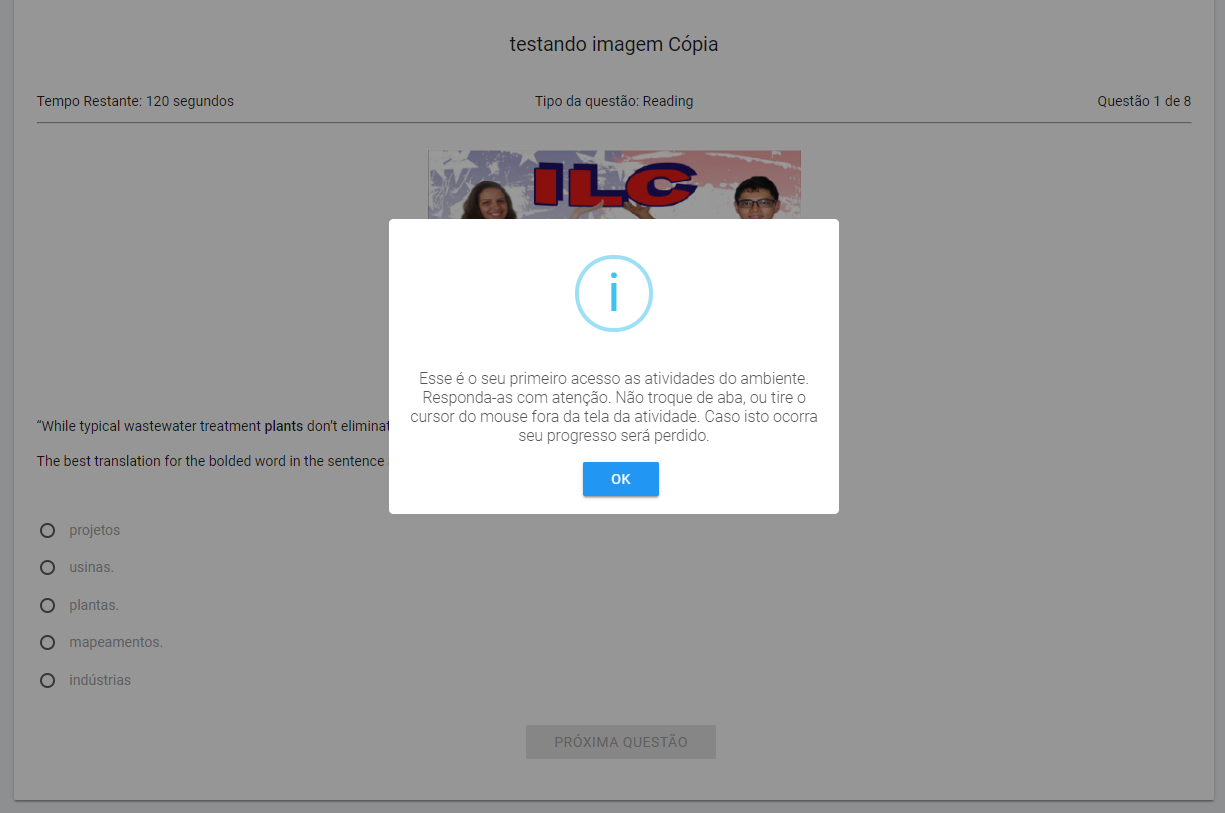 testando imagem Cópia
Tempo Restante: 120 segundos
Tipo da questão: Reading
Questão 1 de 8
ILC
i
Esse é o seu primeiro acesso as atividades do ambiente.
Responda-as com atenção. Não troque de aba, ou tire o
cursor do mouse fora da tela da atividade. Caso isto ocorra
seu progresso será perdido.
OK
“While typical wastewater treatment plants don’t
The best translation for the bolded word in the sentence
projetos
usinas.
plantas.
mapeamentos.
indústrias
PRÓXIMA QUESTÃO